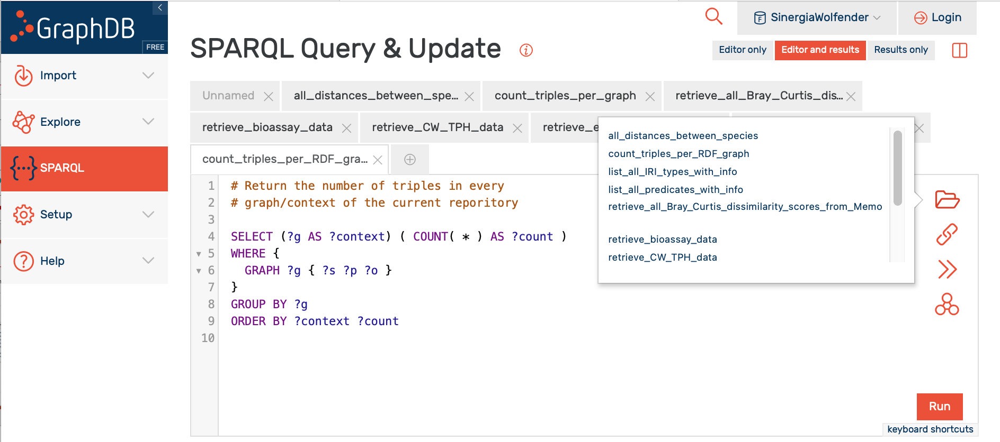 GraphDB
FREE
Import
Explore
SPARQL
Setup
Help
SinergiaWolfender
Login
SPARQL Query & Update
Editor only
Editor and results
Results only
Unnamed
all_distances_between_spe...
count_triples_per_graph
retrieve_all_Bray_Curtis_dis...
retrieve_bioassay_data
retrieve_CW_TPH_data
retrieve_e
count_triples_per_RDF_gra...
all_distances_between_species
count_triples_per_RDF_graph
list_all_IRI_types_with_info
list_all_predicates_with_info
retrieve_all_Bray_Curtis_dissimilarity_scores_from_Memo
retrieve_bioassay_data
retrieve_CW_TPH_data
1 # Return the number of triples in every
2 # graph/context of the current reporitory
3
4 SELECT (?g AS ?context) ( COUNT( * ) AS ?count )
5 WHERE {
6 GRAPH ?g { ?s ?p ?o }
7 }
8 GROUP BY ?g
9 ORDER BY ?context ?count
10
Run
keyboard shortcuts